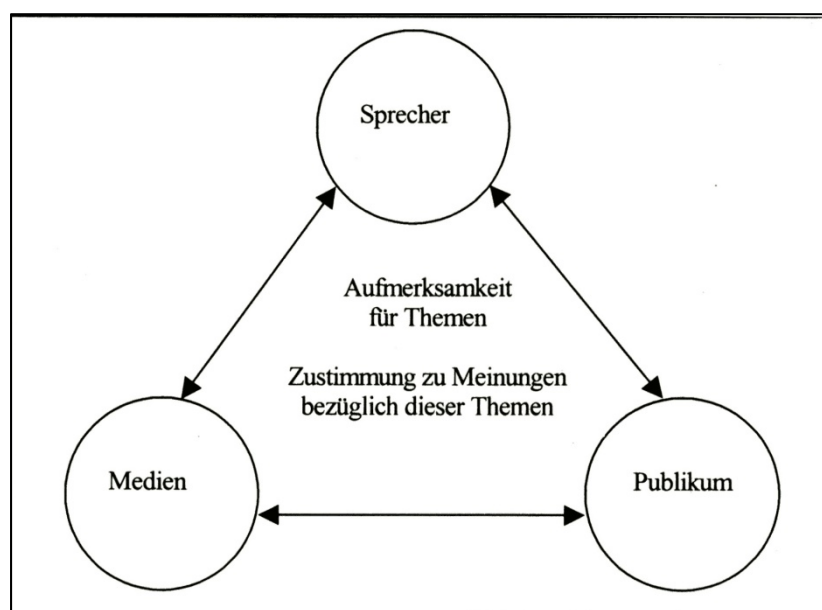 Sprecher
Aufmerksamkeit
für Themen
Zustimmung zu Meinungen
bezüglich dieser Themen
Medien
Publikum